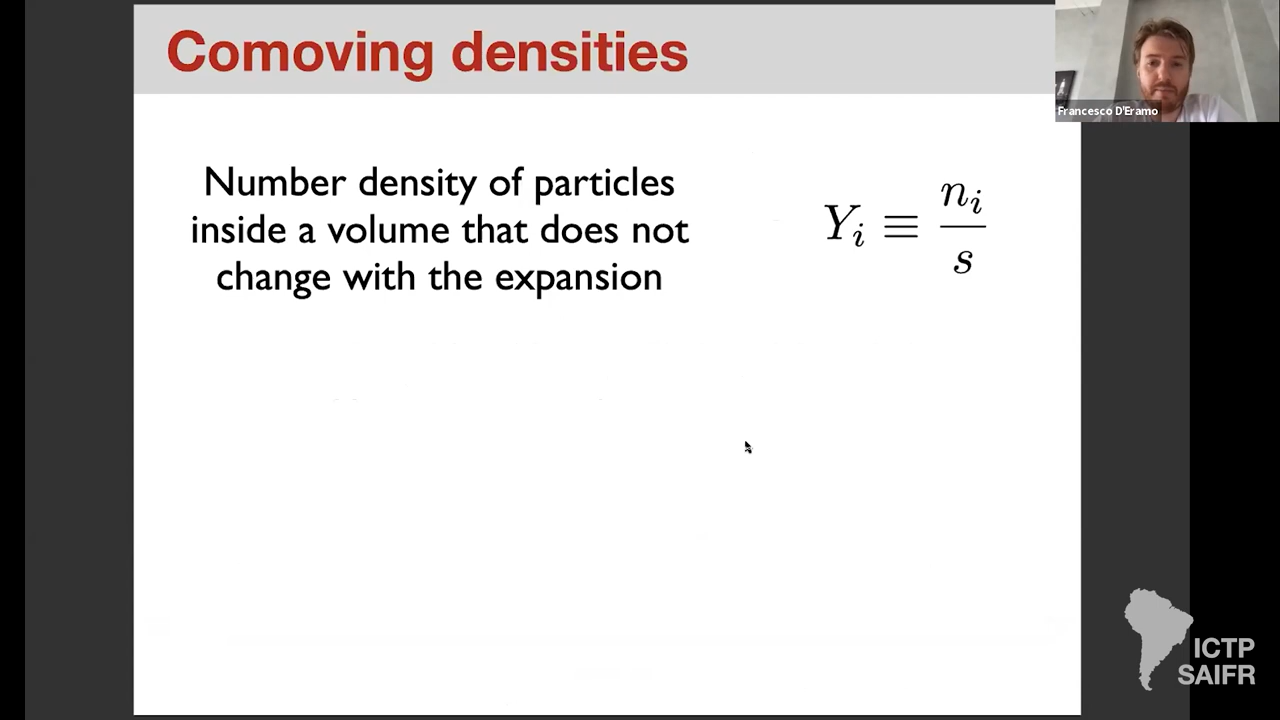 Comoving densities
Francesco D'Eramo
Number density of particles
inside a volume that does not
change with the expansion
Y_i ≡ n_i / s
ICTP
SAIFR